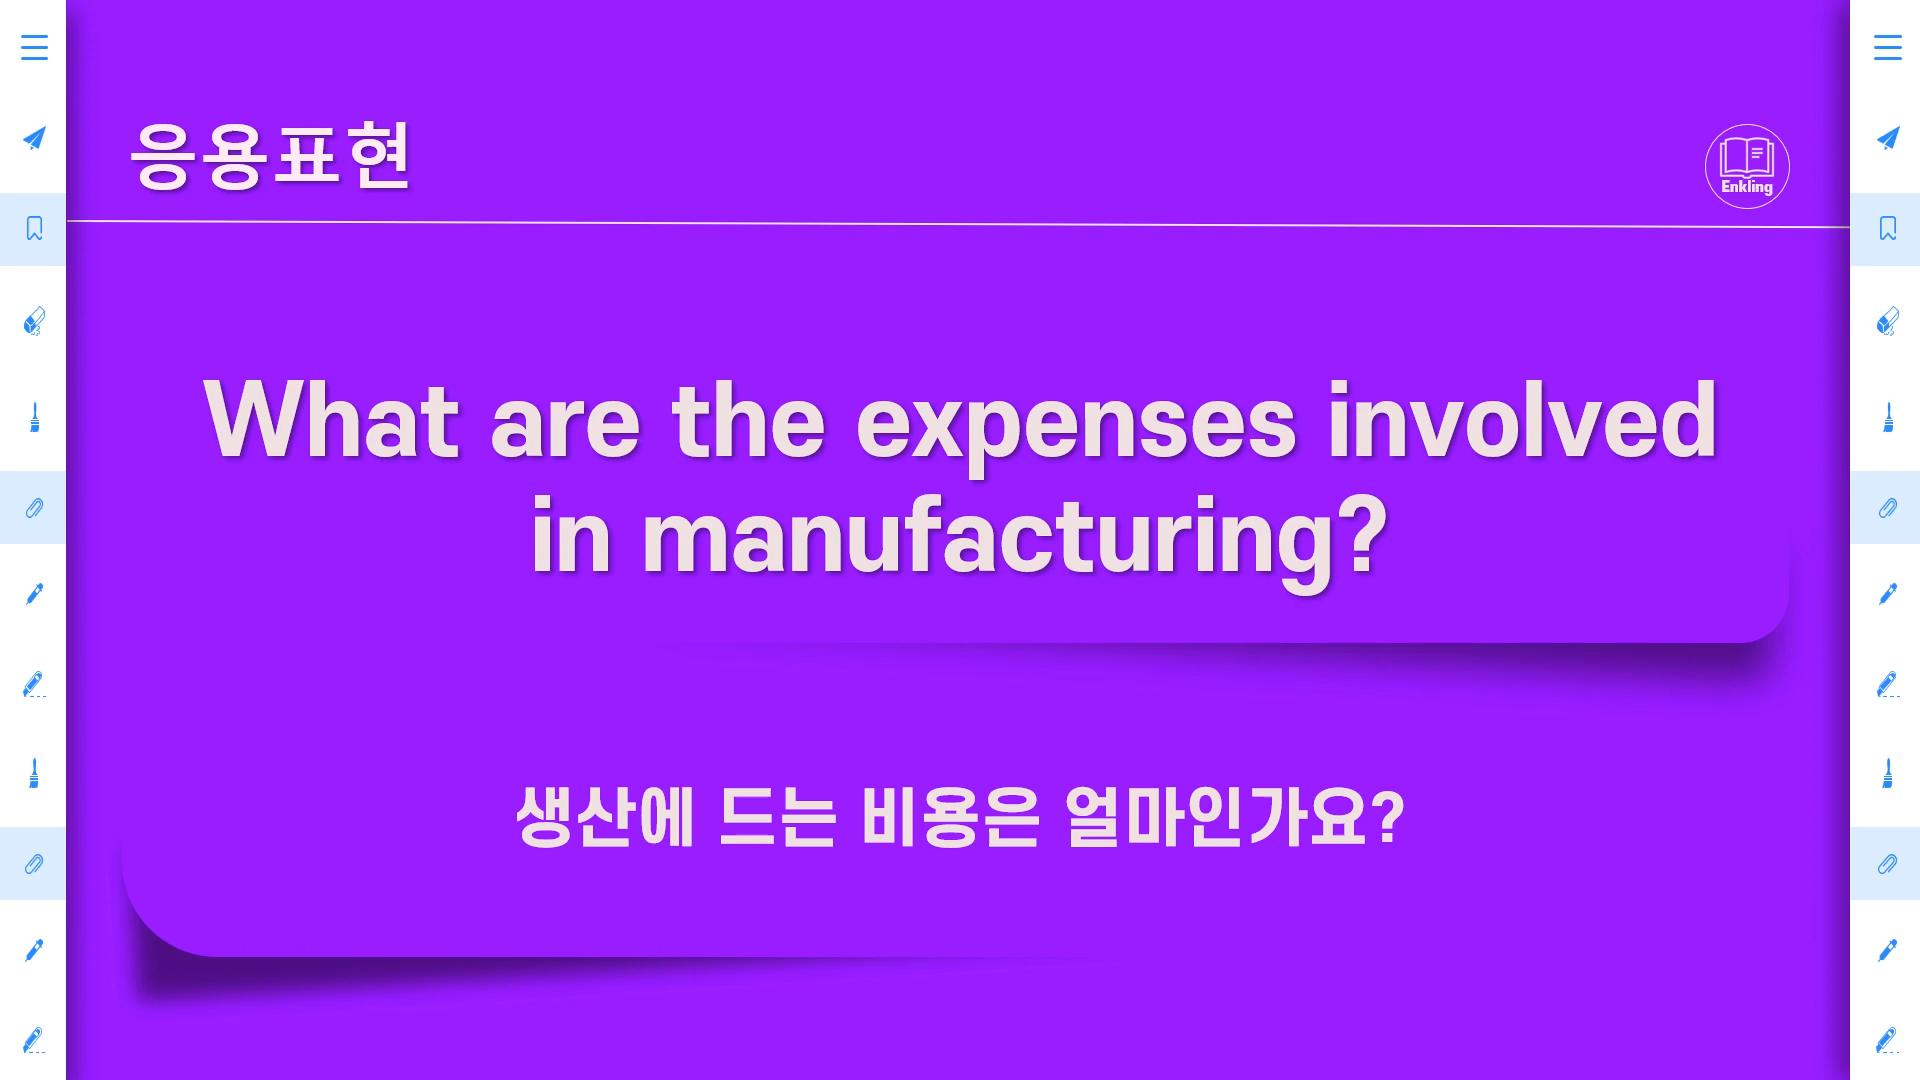 응용표현
Enkling
What are the expenses involved
in manufacturing?
생산에 드는 비용은 얼마인가요?